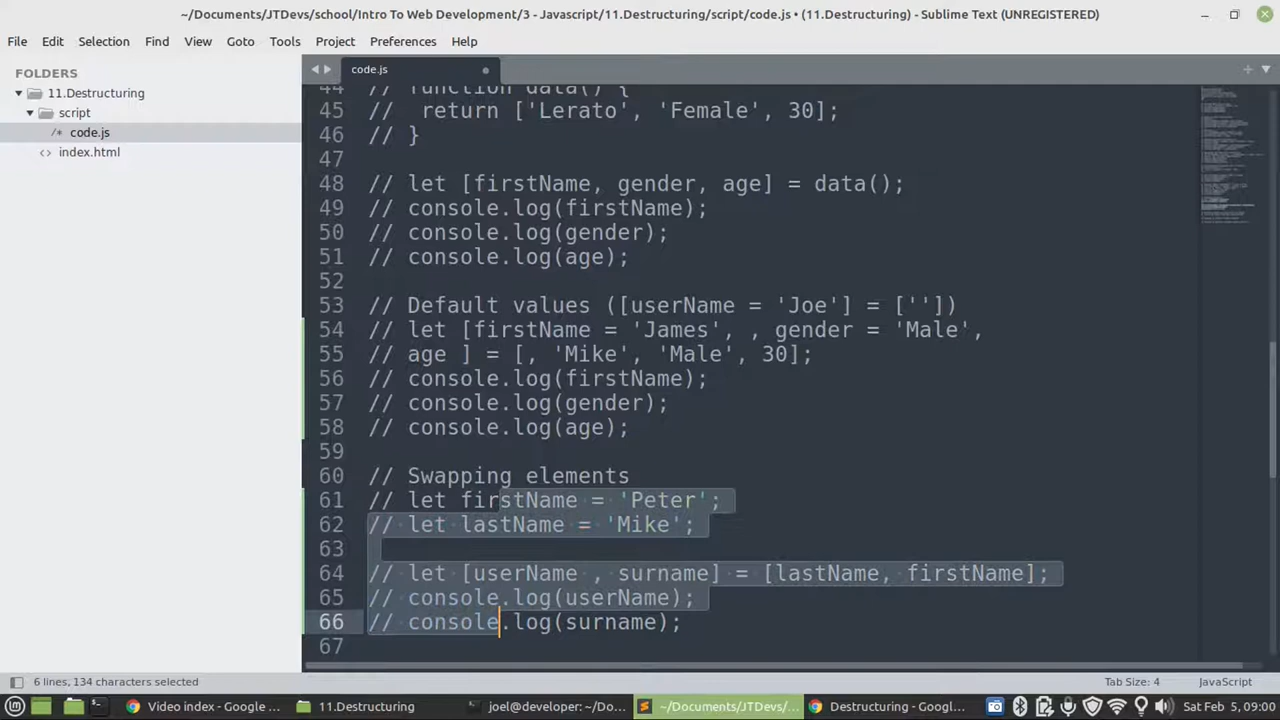 ~/Documents/JTDevs/school/Intro To Web Development/3 - Javascript/11.Destructuring/script/code.js • (11.Destructuring) - Sublime Text (UNREGISTERED)
File Edit Selection Find View Goto Tools Project Preferences Help
FOLDERS
11.Destructuring
script
/* code.js
<> index.html
code.js
44 // function data() {
45 //  return ['Lerato', 'Female', 30];
46 // }
47
48 // let [firstName, gender, age] = data();
49 // console.log(firstName);
50 // console.log(gender);
51 // console.log(age);
52
53 // Default values ([userName = 'Joe'] = [''])
54 // let [firstName = 'James', , gender = 'Male',
55 // age ] = [, 'Mike', 'Male', 30];
56 // console.log(firstName);
57 // console.log(gender);
58 // console.log(age);
59
60 // Swapping elements
61 // let firstName = 'Peter';
62 // let lastName = 'Mike';
63
64 // let [userName , surname] = [lastName, firstName];
65 // console.log(userName);
66 // console.log(surname);
67
6 lines, 134 characters selected Tab Size: 4 JavaScript
Video index - Google ... 11.Destructuring joel@developer: ~/Do... ~/Documents/JTDevs/... Destructuring - Googl... Sat Feb 5, 09:00